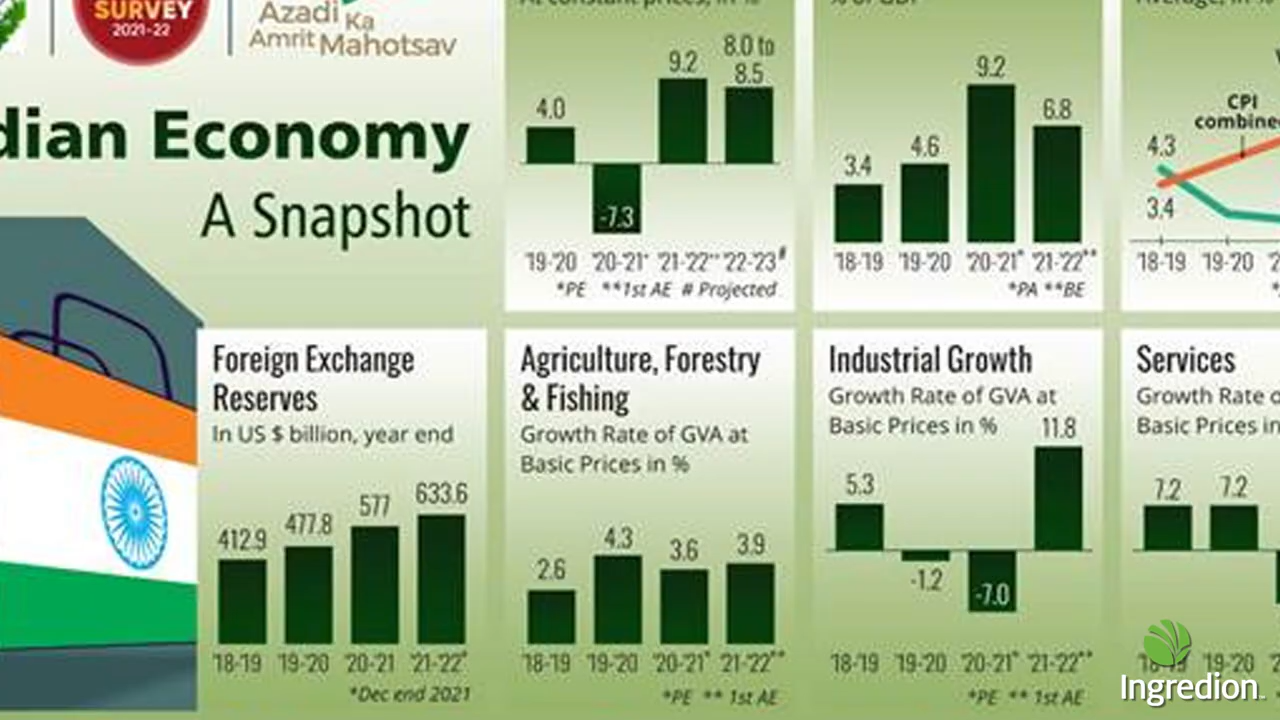 SURVEY
2021-22
Azadi Ka
Amrit Mahotsav
dian Economy
A Snapshot
At constant prices, in %
4.0
-7.3
9.2
8.0 to
8.5
'19-'20 '20-21* '21-22** '22-23#
*PE **1st AE # Projected
% of GDP
3.4
4.6
9.2
6.8
'18-'19 '19-'20 '20-21* '21-22**
*PA **BE
Average, in %
CPI
combine
4.3
3.4
'18-'19 '19-'20
Foreign Exchange
Reserves
In US $ billion, year end
412.9
477.8
577
633.6
'18-'19 '19-'20 '20-21 '21-22*
*Dec end 2021
Agriculture, Forestry
& Fishing
Growth Rate of GVA at
Basic Prices in %
2.6
4.3
3.6
3.9
'18-'19 '19-'20 '20-21* '21-22**
*PE ** 1st AE
Industrial Growth
Growth Rate of GVA at
Basic Prices in %
5.3
-1.2
-7.0
11.8
'18-'19 '19-'20 '20-21* '21-22**
*PE ** 1st AE
Services
Growth Rate o
Basic Prices in
7.2
7.2
'18-'19 '19-'20
Ingredion